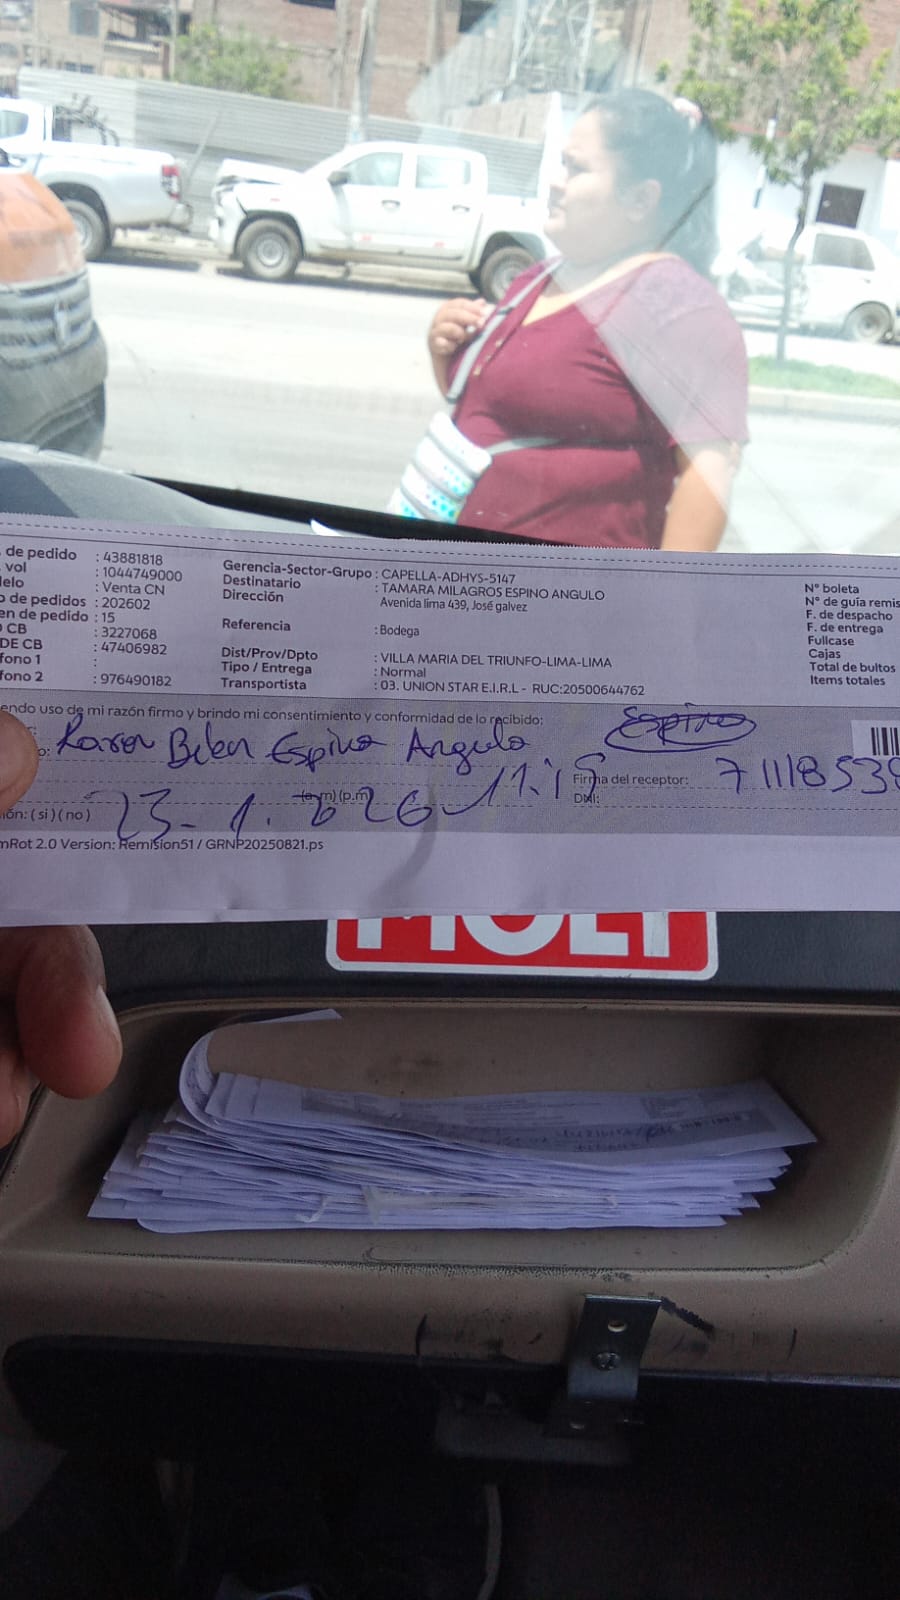 de pedido : 43881818
vol : 1044749000
elo : Venta CN
o de pedidos : 202602
en de pedido : 15
CB : 3227068
DE CB : 47406982
fono 1 :
fono 2 : 976490182
Gerencia-Sector-Grupo : CAPELLA-ADHYS-5147
Destinatario : TAMARA MILAGROS ESPINO ANGULO
Dirección Avenida lima 439, José galvez
Referencia : Bodega
Dist/Prov/Dpto : VILLA MARIA DEL TRIUNFO-LIMA-LIMA
Tipo / Entrega : Normal
Transportista : 03. UNION STAR E.I.R.L - RUC:20500644762
N° boleta
N° de guía remis
F. de despacho
F. de entrega
Fullcase
Cajas
Total de bultos
Items totales
endo uso de mi razón firmo y brindo mi consentimiento y conformidad de lo recibido:
o: Karen Belen Espino Angulo Espino
Firma del receptor: 71118538
DNI:
(a.m) (p.m)
ión: ( si ) ( no ) 23-1.2026 11:19
mRot 2.0 Version: Remision51 / GRNP20250821.ps